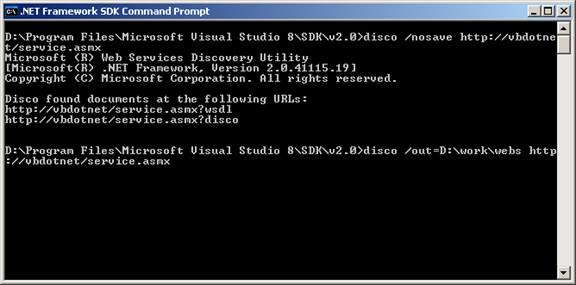 .NET Framework SDK Command Prompt
D:\Program Files\Microsoft Visual Studio 8\SDK\v2.0>disco /nosave http://vbdotne
t/service.asmx
Microsoft (R) Web Services Discovery Utility
[Microsoft(R) .NET Framework, Version 2.0.41115.19]
Copyright (C) Microsoft Corporation. All rights reserved.
Disco found documents at the following URLs:
http://vbdotnet/service.asmx?wsdl
http://vbdotnet/service.asmx?disco
D:\Program Files\Microsoft Visual Studio 8\SDK\v2.0>disco /out=D:\work\webs http
://vbdotnet/service.asmx